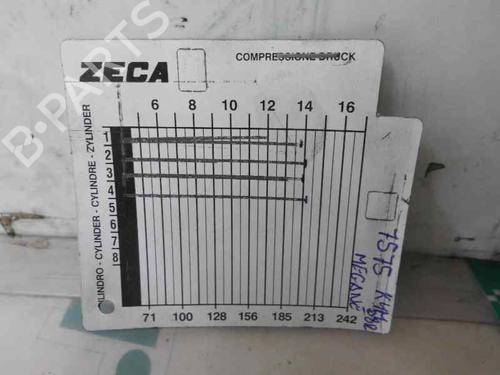 ZECA
COMPRESSIONE DRUCK
6 8 10 12 14 16
CILINDRO - CYLINDER - CYLINDRE - ZYLINDER
1
2
3
4
5
6
7
8
71 100 128 156 185 213 242
7575
MEGANE
B-PARTS